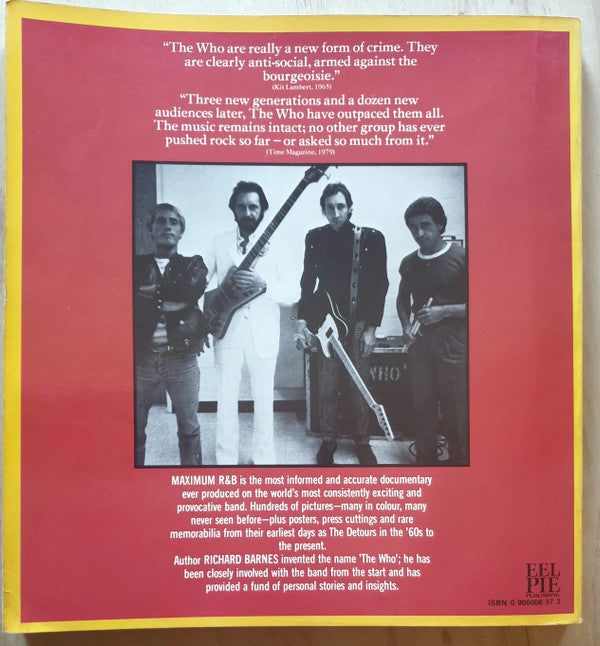 “The Who are really a new form of crime. They
are clearly anti-social, armed against the
bourgeoisie.”
(Kit Lambert, 1965)
“Three new generations and a dozen new
audiences later, The Who have outpaced them all.
The music remains intact; no other group has ever
pushed rock so far – or asked so much from it.”
(Time Magazine, 1979)
WHO
MAXIMUM R&B is the most informed and accurate documentary
ever produced on the world's most consistently exciting and
provocative band. Hundreds of pictures—many in colour, many
never seen before—plus posters, press cuttings and rare
memorabilia from their earliest days as The Detours in the '60s to
the present.
Author RICHARD BARNES invented the name 'The Who'; he has
been closely involved with the band from the start and has
provided a fund of personal stories and insights.
EEL
PIE
PUBLISHING
ISBN 0 906008 57 3